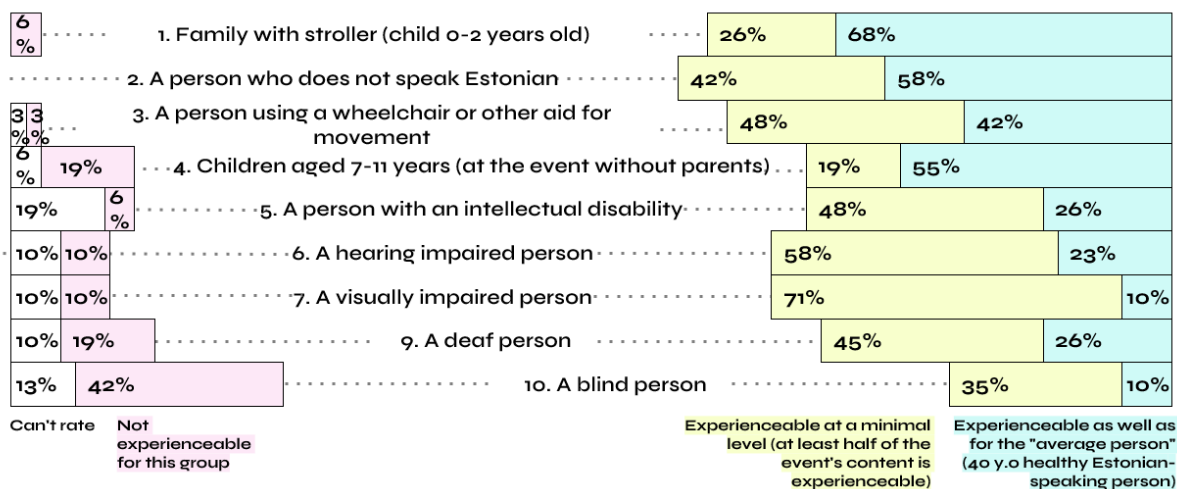 6
%
1. Family with stroller (child 0-2 years old)
26%
68%
2. A person who does not speak Estonian
42%
58%
3
%
3
%
3. A person using a wheelchair or other aid for
movement
48%
42%
6
%
19%
4. Children aged 7-11 years (at the event without parents)
19%
55%
19%
6
%
5. A person with an intellectual disability
48%
26%
10%
10%
6. A hearing impaired person
58%
23%
10%
10%
7. A visually impaired person
71%
10%
10%
19%
9. A deaf person
45%
26%
13%
42%
10. A blind person
35%
10%
Can't rate
Not
experienceable
for this group
Experienceable at a minimal
level (at least half of the
event's content is
experienceable)
Experienceable as well as
for the "average person"
(40 y.o healthy Estonian-
speaking person)